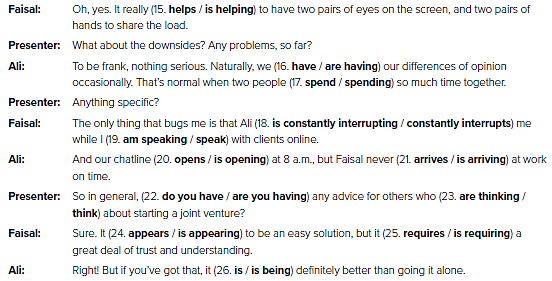 Faisal: Oh, yes. It really (15. helps / is helping) to have two pairs of eyes on the screen, and two pairs of
hands to share the load.
Presenter: What about the downsides? Any problems, so far?
Ali: To be frank, nothing serious. Naturally, we (16. have / are having) our differences of opinion
occasionally. That's normal when two people (17. spend / spending) so much time together.
Presenter: Anything specific?
Faisal: The only thing that bugs me is that Ali (18. is constantly interrupting / constantly interrupts) me
while I (19. am speaking / speak) with clients online.
Ali: And our chatline (20. opens / is opening) at 8 a.m., but Faisal never (21. arrives / is arriving) at work
on time.
Presenter: So in general, (22. do you have / are you having) any advice for others who (23. are thinking /
think) about starting a joint venture?
Faisal: Sure. It (24. appears / is appearing) to be an easy solution, but it (25. requires / is requiring) a
great deal of trust and understanding.
Ali: Right! But if you've got that, it (26. is / is being) definitely better than going it alone.